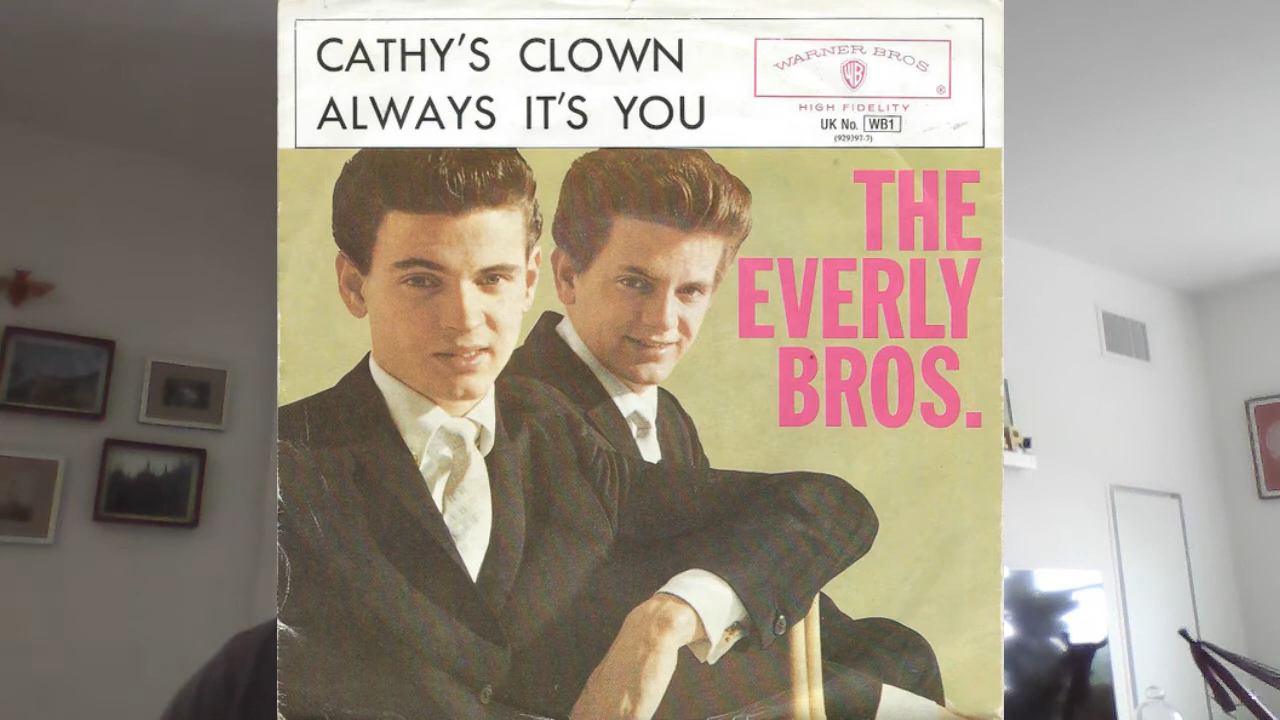 CATHY'S CLOWN
ALWAYS IT'S YOU
WARNER BROS
WB
®
HIGH FIDELITY
UK No. WB1
(929397-7)
THE
EVERLY
BROS.